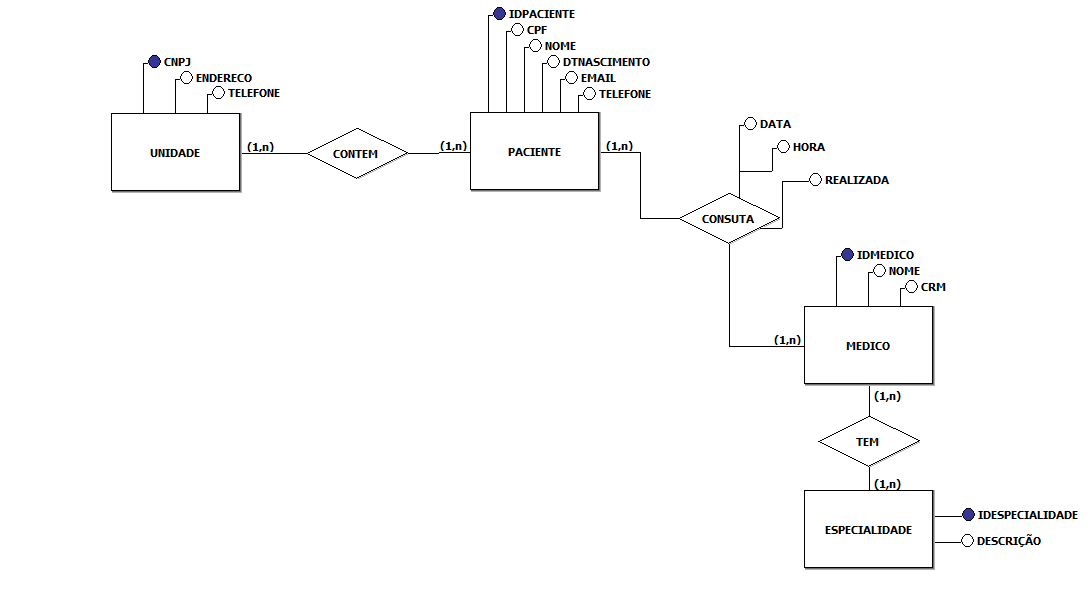 IDPACIENTE
CPF
NOME
DTNASCIMENTO
EMAIL
TELEFONE
CNPJ
ENDERECO
TELEFONE
UNIDADE
(1,n)
CONTEM
(1,n)
PACIENTE
(1,n)
DATA
HORA
REALIZADA
CONSUTA
IDMEDICO
NOME
CRM
(1,n)
MEDICO
(1,n)
TEM
(1,n)
ESPECIALIDADE
IDESPECIALIDADE
DESCRIÇÃO